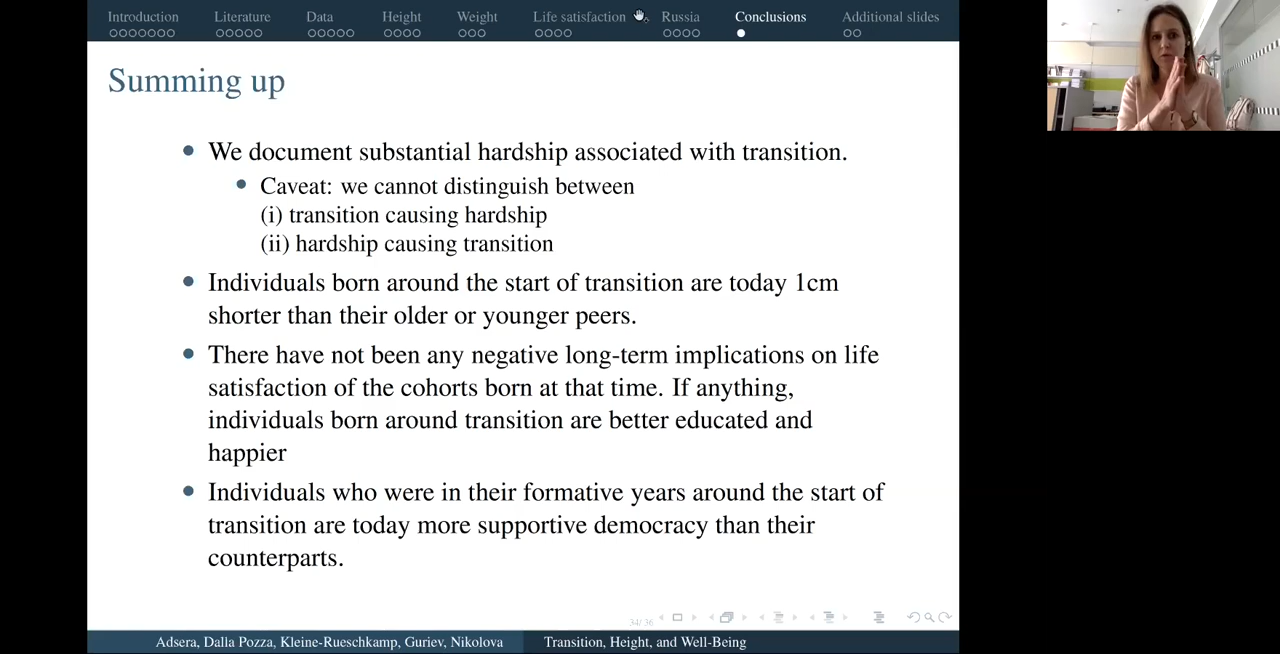 Introduction Literature Data Height Weight Life satisfaction Russia Conclusions Additional slides
Summing up
We document substantial hardship associated with transition.
Caveat: we cannot distinguish between
(i) transition causing hardship
(ii) hardship causing transition
Individuals born around the start of transition are today 1cm
shorter than their older or younger peers.
There have not been any negative long-term implications on life
satisfaction of the cohorts born at that time. If anything,
individuals born around transition are better educated and
happier
Individuals who were in their formative years around the start of
transition are today more supportive democracy than their
counterparts.
34/36
Adsera, Dalla Pozza, Kleine-Rueschkamp, Guriev, Nikolova Transition, Height, and Well-Being